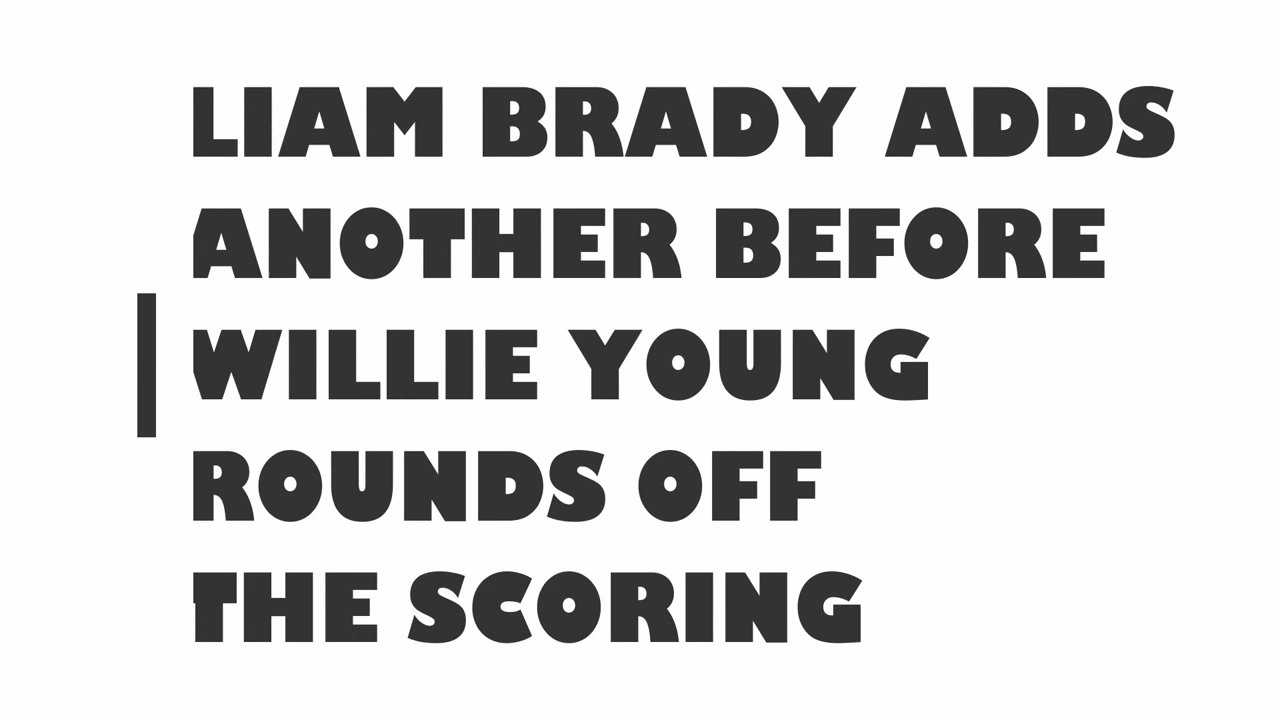 LIAM BRADY ADDS
ANOTHER BEFORE
WILLIE YOUNG
ROUNDS OFF
THE SCORING